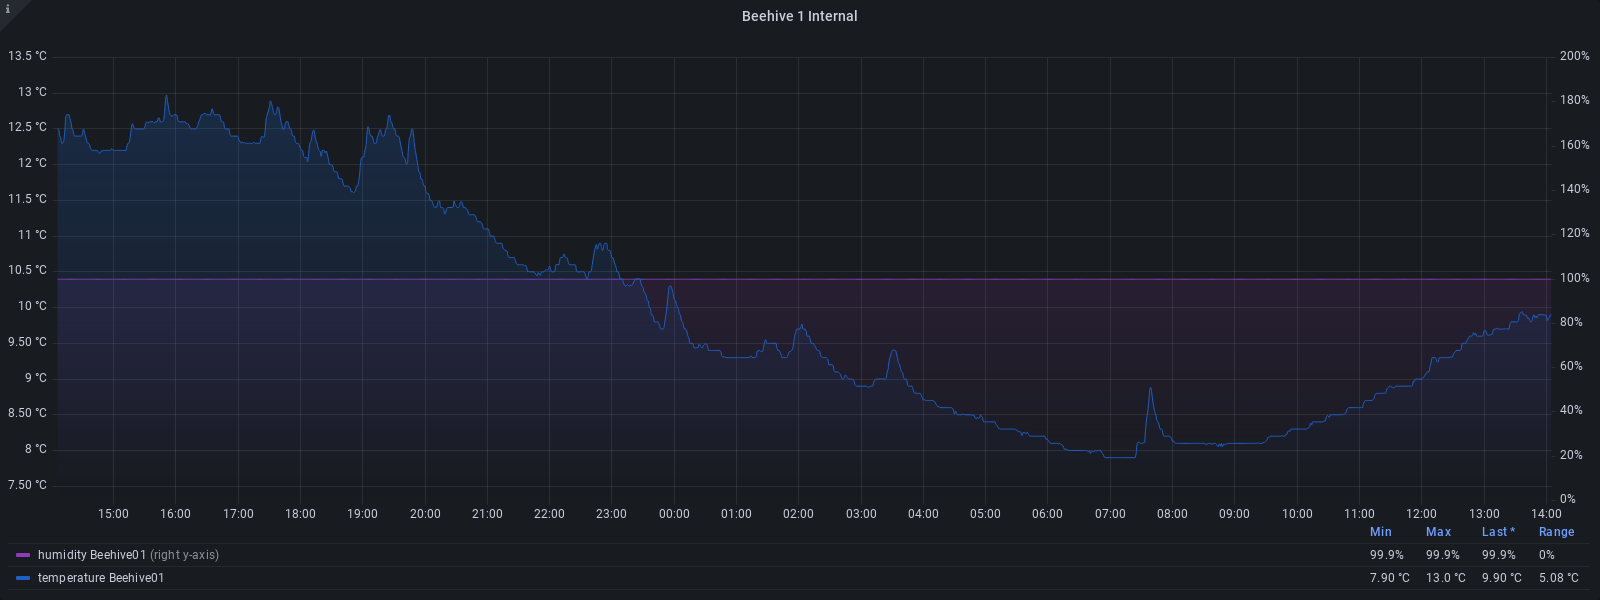 i
Beehive 1 Internal
13.5 °C 200%
13 °C 180%
12.5 °C 160%
12 °C 140%
11.5 °C 120%
11 °C 100%
10.5 °C 80%
10 °C 60%
9.50 °C 40%
9 °C 20%
8.50 °C 0%
8 °C
7.50 °C
15:00 16:00 17:00 18:00 19:00 20:00 21:00 22:00 23:00 00:00 01:00 02:00 03:00 04:00 05:00 06:00 07:00 08:00 09:00 10:00 11:00 12:00 13:00 14:00
Min Max Last * Range
humidity Beehive01 (right y-axis) 99.9% 99.9% 99.9% 0%
temperature Beehive01 7.90 °C 13.0 °C 9.90 °C 5.08 °C